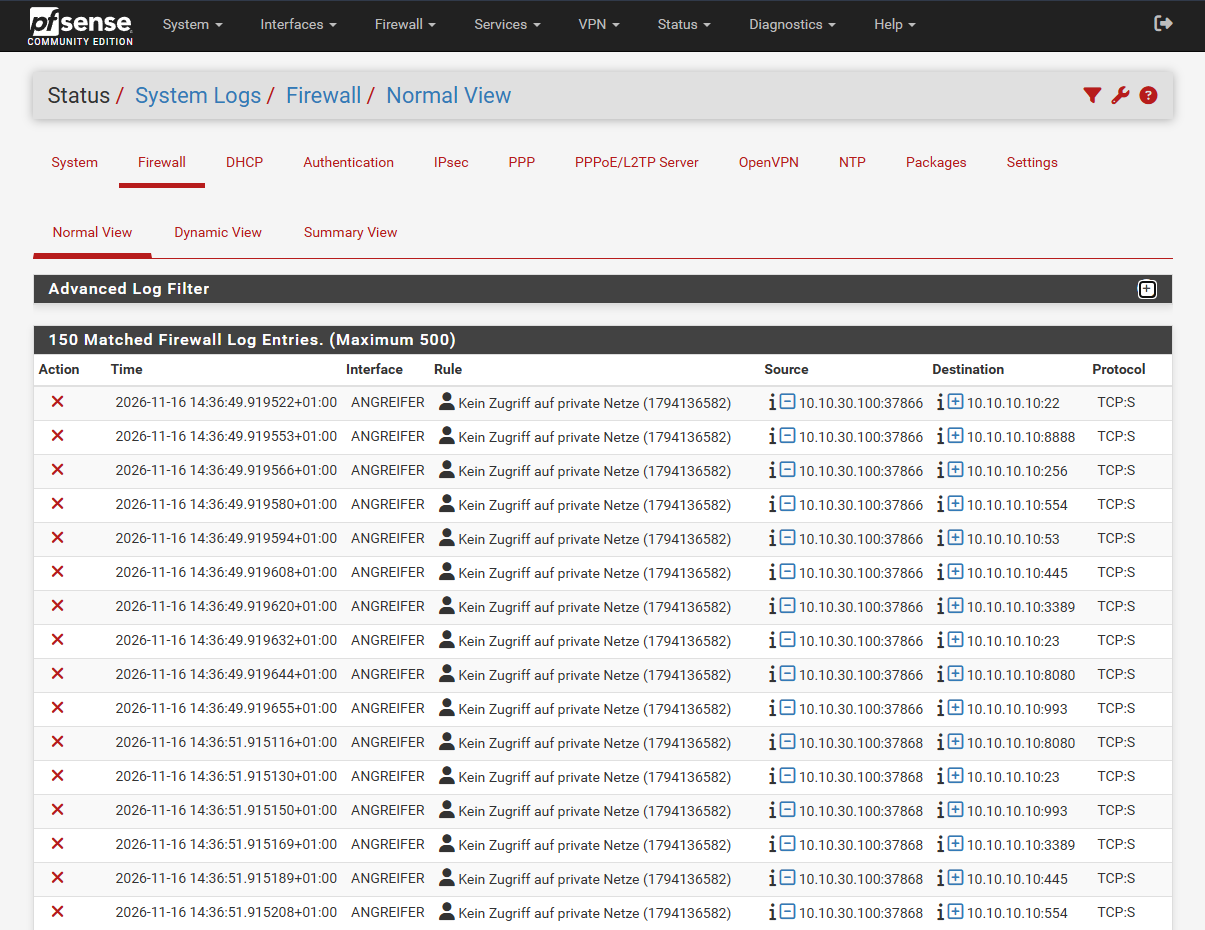 pfsense System Interfaces Firewall Services VPN Status Diagnostics Help
COMMUNITY EDITION
Status / System Logs / Firewall / Normal View
System Firewall DHCP Authentication IPsec PPP PPPoE/L2TP Server OpenVPN NTP Packages Settings
Normal View Dynamic View Summary View
Advanced Log Filter
150 Matched Firewall Log Entries. (Maximum 500)
Action Time Interface Rule Source Destination Protocol
2026-11-16 14:36:49.919522+01:00 ANGREIFER Kein Zugriff auf private Netze (1794136582) 10.10.30.100:37866 10.10.10.10:22 TCP:S
2026-11-16 14:36:49.919553+01:00 ANGREIFER Kein Zugriff auf private Netze (1794136582) 10.10.30.100:37866 10.10.10.10:8888 TCP:S
2026-11-16 14:36:49.919566+01:00 ANGREIFER Kein Zugriff auf private Netze (1794136582) 10.10.30.100:37866 10.10.10.10:256 TCP:S
2026-11-16 14:36:49.919580+01:00 ANGREIFER Kein Zugriff auf private Netze (1794136582) 10.10.30.100:37866 10.10.10.10:554 TCP:S
2026-11-16 14:36:49.919594+01:00 ANGREIFER Kein Zugriff auf private Netze (1794136582) 10.10.30.100:37866 10.10.10.10:53 TCP:S
2026-11-16 14:36:49.919608+01:00 ANGREIFER Kein Zugriff auf private Netze (1794136582) 10.10.30.100:37866 10.10.10.10:445 TCP:S
2026-11-16 14:36:49.919620+01:00 ANGREIFER Kein Zugriff auf private Netze (1794136582) 10.10.30.100:37866 10.10.10.10:3389 TCP:S
2026-11-16 14:36:49.919632+01:00 ANGREIFER Kein Zugriff auf private Netze (1794136582) 10.10.30.100:37866 10.10.10.10:23 TCP:S
2026-11-16 14:36:49.919644+01:00 ANGREIFER Kein Zugriff auf private Netze (1794136582) 10.10.30.100:37866 10.10.10.10:8080 TCP:S
2026-11-16 14:36:49.919655+01:00 ANGREIFER Kein Zugriff auf private Netze (1794136582) 10.10.30.100:37866 10.10.10.10:993 TCP:S
2026-11-16 14:36:51.915116+01:00 ANGREIFER Kein Zugriff auf private Netze (1794136582) 10.10.30.100:37868 10.10.10.10:8080 TCP:S
2026-11-16 14:36:51.915130+01:00 ANGREIFER Kein Zugriff auf private Netze (1794136582) 10.10.30.100:37868 10.10.10.10:23 TCP:S
2026-11-16 14:36:51.915150+01:00 ANGREIFER Kein Zugriff auf private Netze (1794136582) 10.10.30.100:37868 10.10.10.10:993 TCP:S
2026-11-16 14:36:51.915169+01:00 ANGREIFER Kein Zugriff auf private Netze (1794136582) 10.10.30.100:37868 10.10.10.10:3389 TCP:S
2026-11-16 14:36:51.915189+01:00 ANGREIFER Kein Zugriff auf private Netze (1794136582) 10.10.30.100:37868 10.10.10.10:445 TCP:S
2026-11-16 14:36:51.915208+01:00 ANGREIFER Kein Zugriff auf private Netze (1794136582) 10.10.30.100:37868 10.10.10.10:554 TCP:S